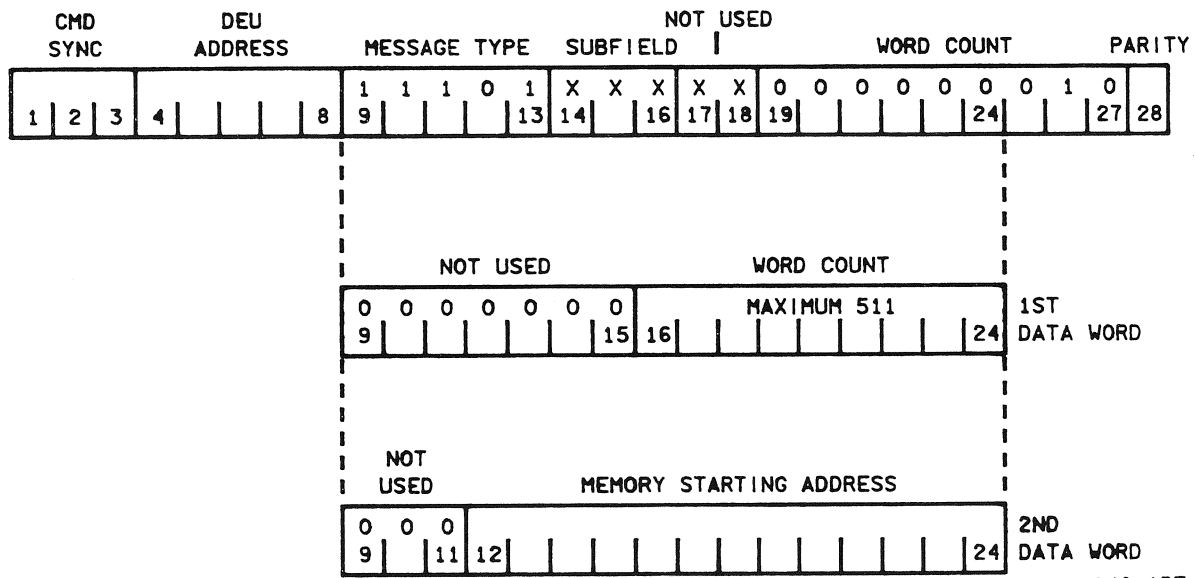 CMD DEU NOT USED
SYNC ADDRESS MESSAGE TYPE SUBFIELD WORD COUNT PARITY
1 1 1 0 1 X X X X X 0 0 0 0 0 0 0 1 0
1 2 3 4 8 9 13 14 16 17 18 19 24 27 28
NOT USED WORD COUNT
0 0 0 0 0 0 0 MAXIMUM 511 1ST
9 15 16 24 DATA WORD
NOT
USED MEMORY STARTING ADDRESS
0 0 0 2ND
9 11 12 24 DATA WORD